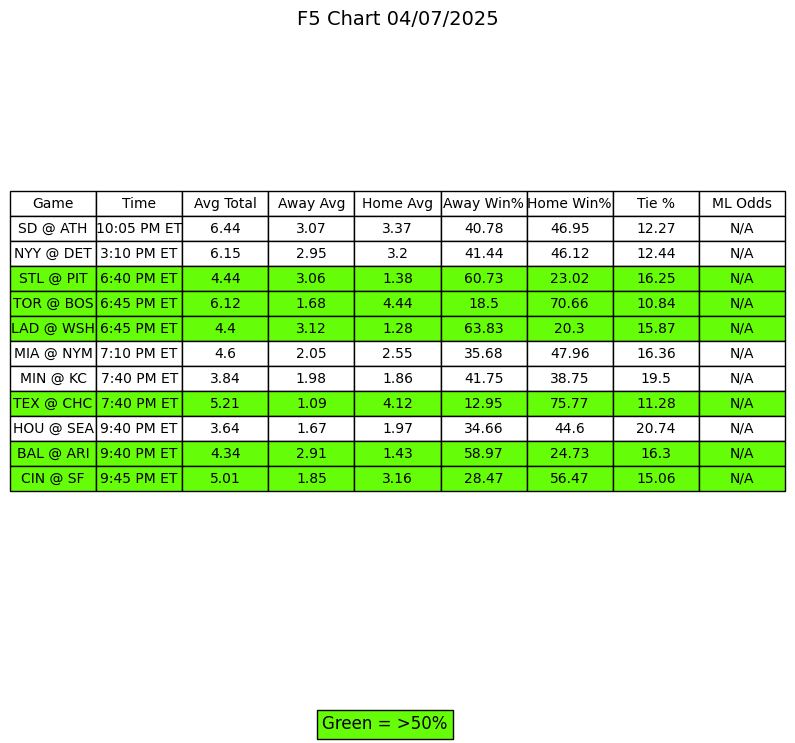 F5 Chart 04/07/2025
Game Time Avg Total Away Avg Home Avg Away Win% Home Win% Tie % ML Odds
SD @ ATH 10:05 PM ET 6.44 3.07 3.37 40.78 46.95 12.27 N/A
NYY @ DET 3:10 PM ET 6.15 2.95 3.2 41.44 46.12 12.44 N/A
STL @ PIT 6:40 PM ET 4.44 3.06 1.38 60.73 23.02 16.25 N/A
TOR @ BOS 6:45 PM ET 6.12 1.68 4.44 18.5 70.66 10.84 N/A
LAD @ WSH 6:45 PM ET 4.4 3.12 1.28 63.83 20.3 15.87 N/A
MIA @ NYM 7:10 PM ET 4.6 2.05 2.55 35.68 47.96 16.36 N/A
MIN @ KC 7:40 PM ET 3.84 1.98 1.86 41.75 38.75 19.5 N/A
TEX @ CHC 7:40 PM ET 5.21 1.09 4.12 12.95 75.77 11.28 N/A
HOU @ SEA 9:40 PM ET 3.64 1.67 1.97 34.66 44.6 20.74 N/A
BAL @ ARI 9:40 PM ET 4.34 2.91 1.43 58.97 24.73 16.3 N/A
CIN @ SF 9:45 PM ET 5.01 1.85 3.16 28.47 56.47 15.06 N/A
Green = >50%